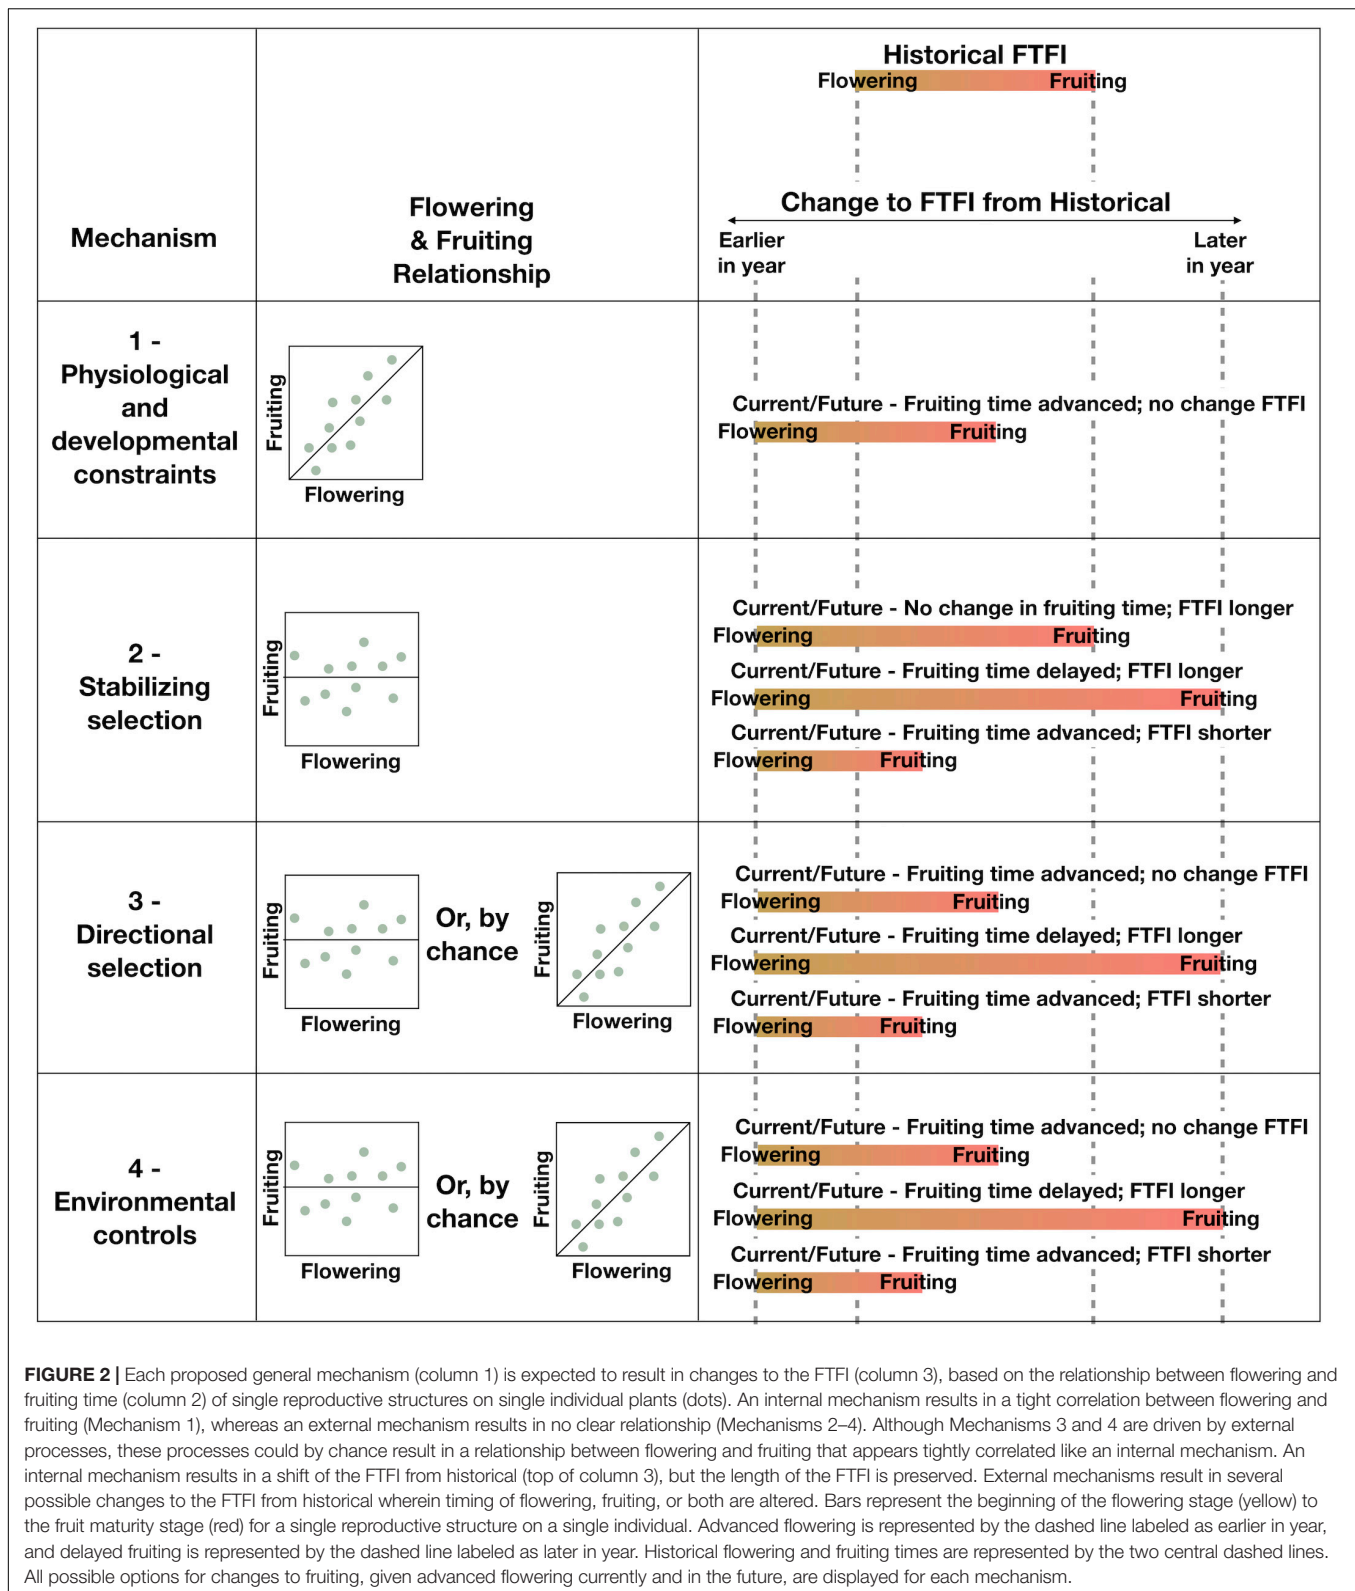 Historical FTFI
Flowering
Fruiting
Mechanism
Flowering
& Fruiting
Relationship
Change to FTFI from Historical
Earlier
in year
Later
in year
1 -
Physiological
and
developmental
constraints
Fruiting
Flowering
Current/Future - Fruiting time advanced; no change FTFI
Flowering
Fruiting
2 -
Stabilizing
selection
Fruiting
Flowering
Current/Future - No change in fruiting time; FTFI longer
Flowering
Fruiting
Current/Future - Fruiting time delayed; FTFI longer
Flowering
Fruiting
Current/Future - Fruiting time advanced; FTFI shorter
Flowering
Fruiting
3 -
Directional
selection
Fruiting
Flowering
Or, by
chance
Fruiting
Flowering
Current/Future - Fruiting time advanced; no change FTFI
Flowering
Fruiting
Current/Future - Fruiting time delayed; FTFI longer
Flowering
Fruiting
Current/Future - Fruiting time advanced; FTFI shorter
Flowering
Fruiting
4 -
Environmental
controls
Fruiting
Flowering
Or, by
chance
Fruiting
Flowering
Current/Future - Fruiting time advanced; no change FTFI
Flowering
Fruiting
Current/Future - Fruiting time delayed; FTFI longer
Flowering
Fruiting
Current/Future - Fruiting time advanced; FTFI shorter
Flowering
Fruiting
FIGURE 2 | Each proposed general mechanism (column 1) is expected to result in changes to the FTFI (column 3), based on the relationship between flowering and
fruiting time (column 2) of single reproductive structures on single individual plants (dots). An internal mechanism results in a tight correlation between flowering and
fruiting (Mechanism 1), whereas an external mechanism results in no clear relationship (Mechanisms 2–4). Although Mechanisms 3 and 4 are driven by external
processes, these processes could by chance result in a relationship between flowering and fruiting that appears tightly correlated like an internal mechanism. An
internal mechanism results in a shift of the FTFI from historical (top of column 3), but the length of the FTFI is preserved. External mechanisms result in several
possible changes to the FTFI from historical wherein timing of flowering, fruiting, or both are altered. Bars represent the beginning of the flowering stage (yellow) to
the fruit maturity stage (red) for a single reproductive structure on a single individual. Advanced flowering is represented by the dashed line labeled as earlier in year,
and delayed fruiting is represented by the dashed line labeled as later in year. Historical flowering and fruiting times are represented by the two central dashed lines.
All possible options for changes to fruiting, given advanced flowering currently and in the future, are displayed for each mechanism.